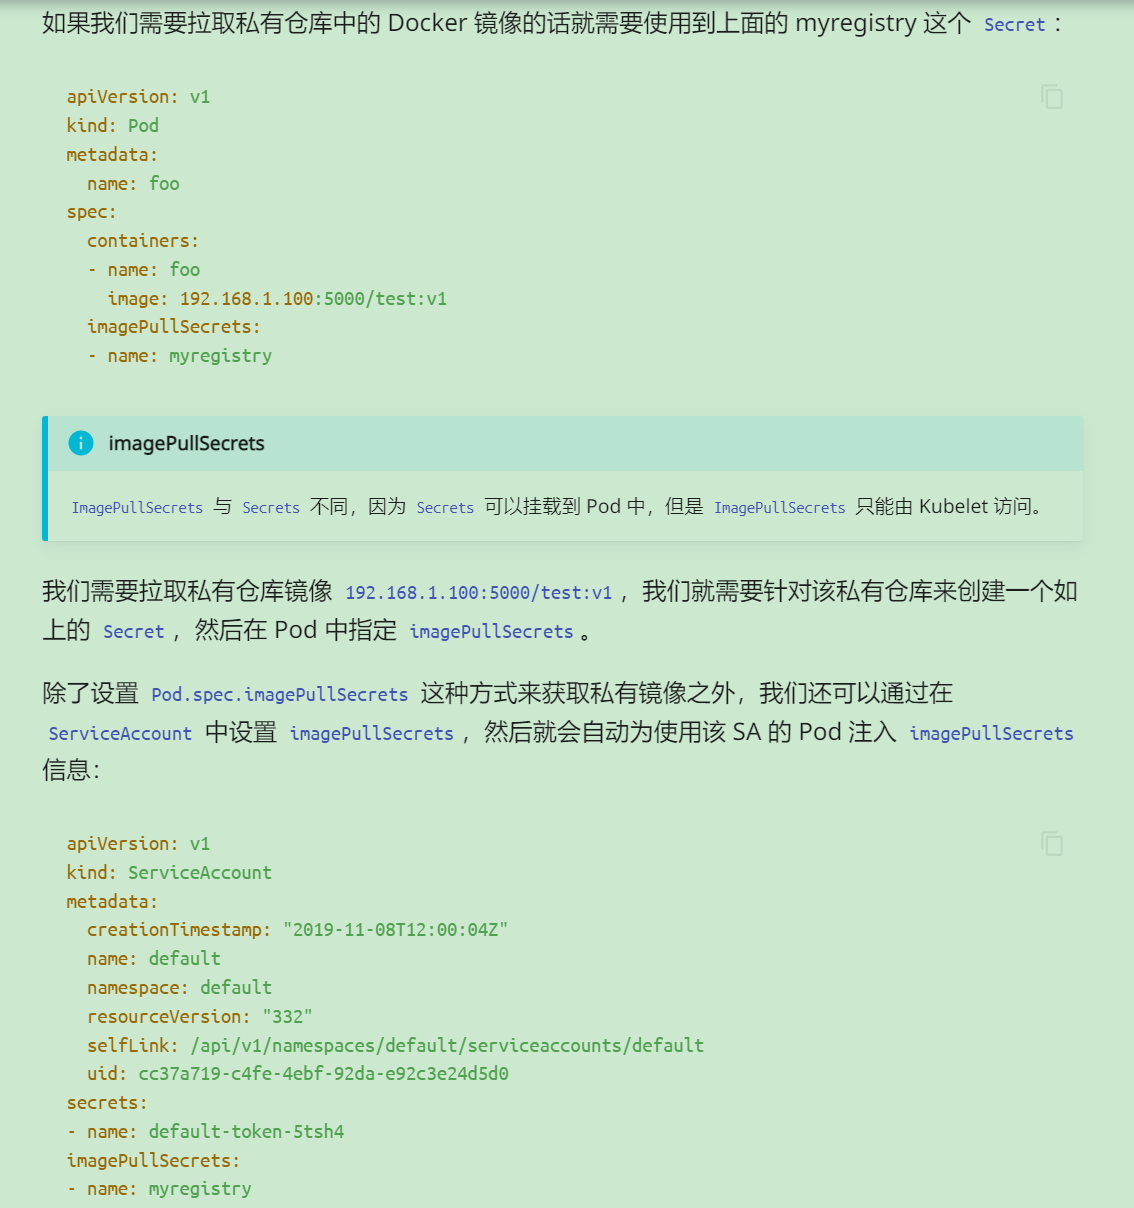 如果我们需要拉取私有仓库中的 Docker 镜像的话就需要使用到上面的 myregistry 这个 Secret ：
apiVersion: v1
kind: Pod
metadata:
  name: foo
spec:
  containers:
  - name: foo
    image: 192.168.1.100:5000/test:v1
  imagePullSecrets:
  - name: myregistry
imagePullSecrets
ImagePullSecrets 与 Secrets 不同，因为 Secrets 可以挂载到 Pod 中，但是 ImagePullSecrets 只能由 Kubelet 访问。
我们需要拉取私有仓库镜像 192.168.1.100:5000/test:v1 ，我们就需要针对该私有仓库来创建一个如
上的 Secret ，然后在 Pod 中指定 imagePullSecrets 。
除了设置 Pod.spec.imagePullSecrets 这种方式来获取私有镜像之外，我们还可以通过在
ServiceAccount 中设置 imagePullSecrets ，然后就会自动为使用该 SA 的 Pod 注入 imagePullSecrets
信息：
apiVersion: v1
kind: ServiceAccount
metadata:
  creationTimestamp: "2019-11-08T12:00:04Z"
  name: default
  namespace: default
  resourceVersion: "332"
  selfLink: /api/v1/namespaces/default/serviceaccounts/default
  uid: cc37a719-c4fe-4ebf-92da-e92c3e24d5d0
secrets:
- name: default-token-5tsh4
imagePullSecrets:
- name: myregistry